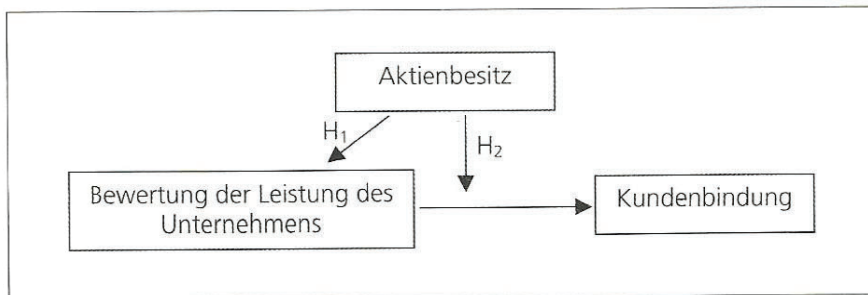 Aktienbesitz
H₁
H₂
Bewertung der Leistung des
Unternehmens
Kundenbindung